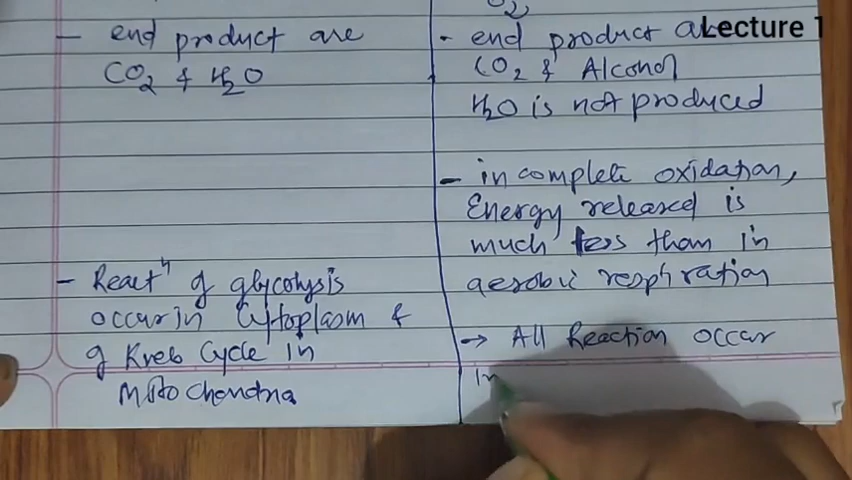 - end product are
CO2 & H2O
- React^n of glycolysis
occur in Cytoplasm &
of Kreb Cycle in
Mitochondria
O2
- end product are
CO2 & Alcohol
H2O is not produced
- incomplete oxidation,
Energy released is
much less than in
aerobic respiration
→ All Reaction occur
in
Lecture 1